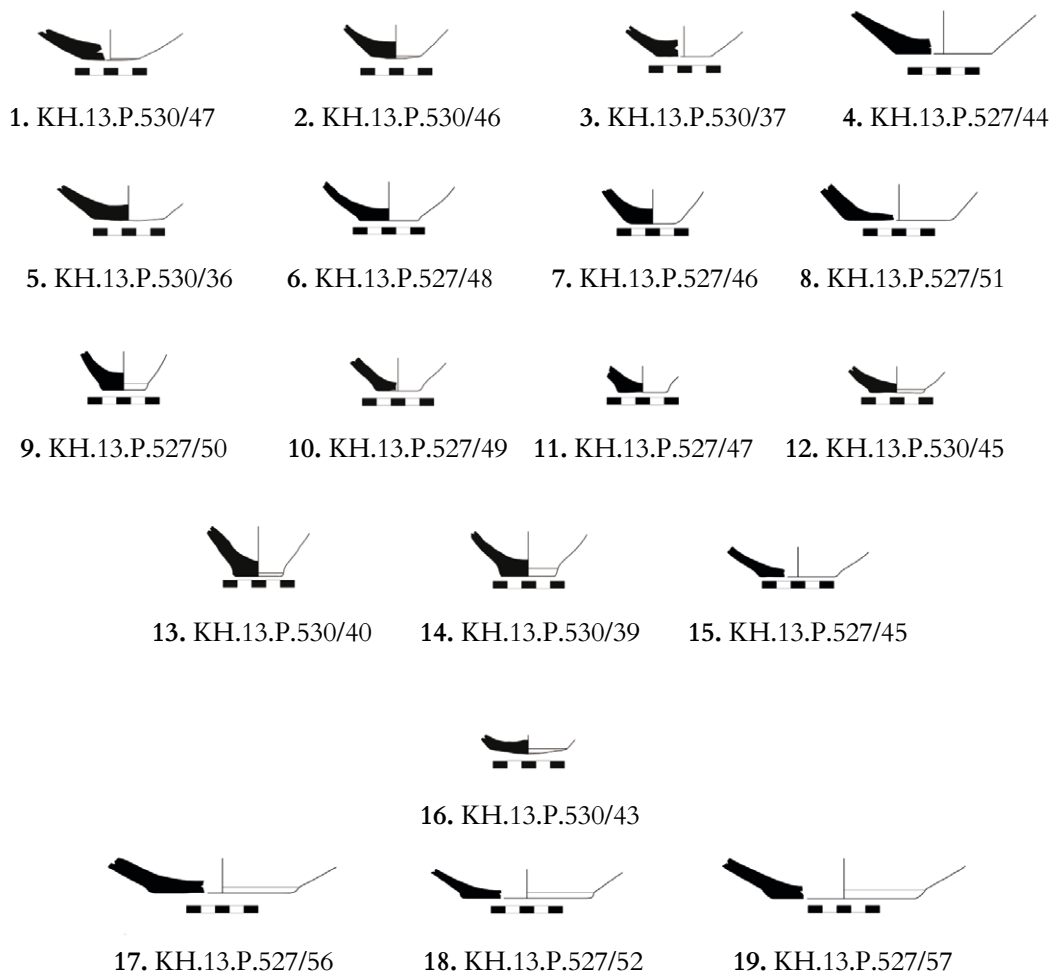 1. KH.13.P.530/47 2. KH.13.P.530/46 3. KH.13.P.530/37 4. KH.13.P.527/44
5. KH.13.P.530/36 6. KH.13.P.527/48 7. KH.13.P.527/46 8. KH.13.P.527/51
9. KH.13.P.527/50 10. KH.13.P.527/49 11. KH.13.P.527/47 12. KH.13.P.530/45
13. KH.13.P.530/40 14. KH.13.P.530/39 15. KH.13.P.527/45
16. KH.13.P.530/43
17. KH.13.P.527/56 18. KH.13.P.527/52 19. KH.13.P.527/57